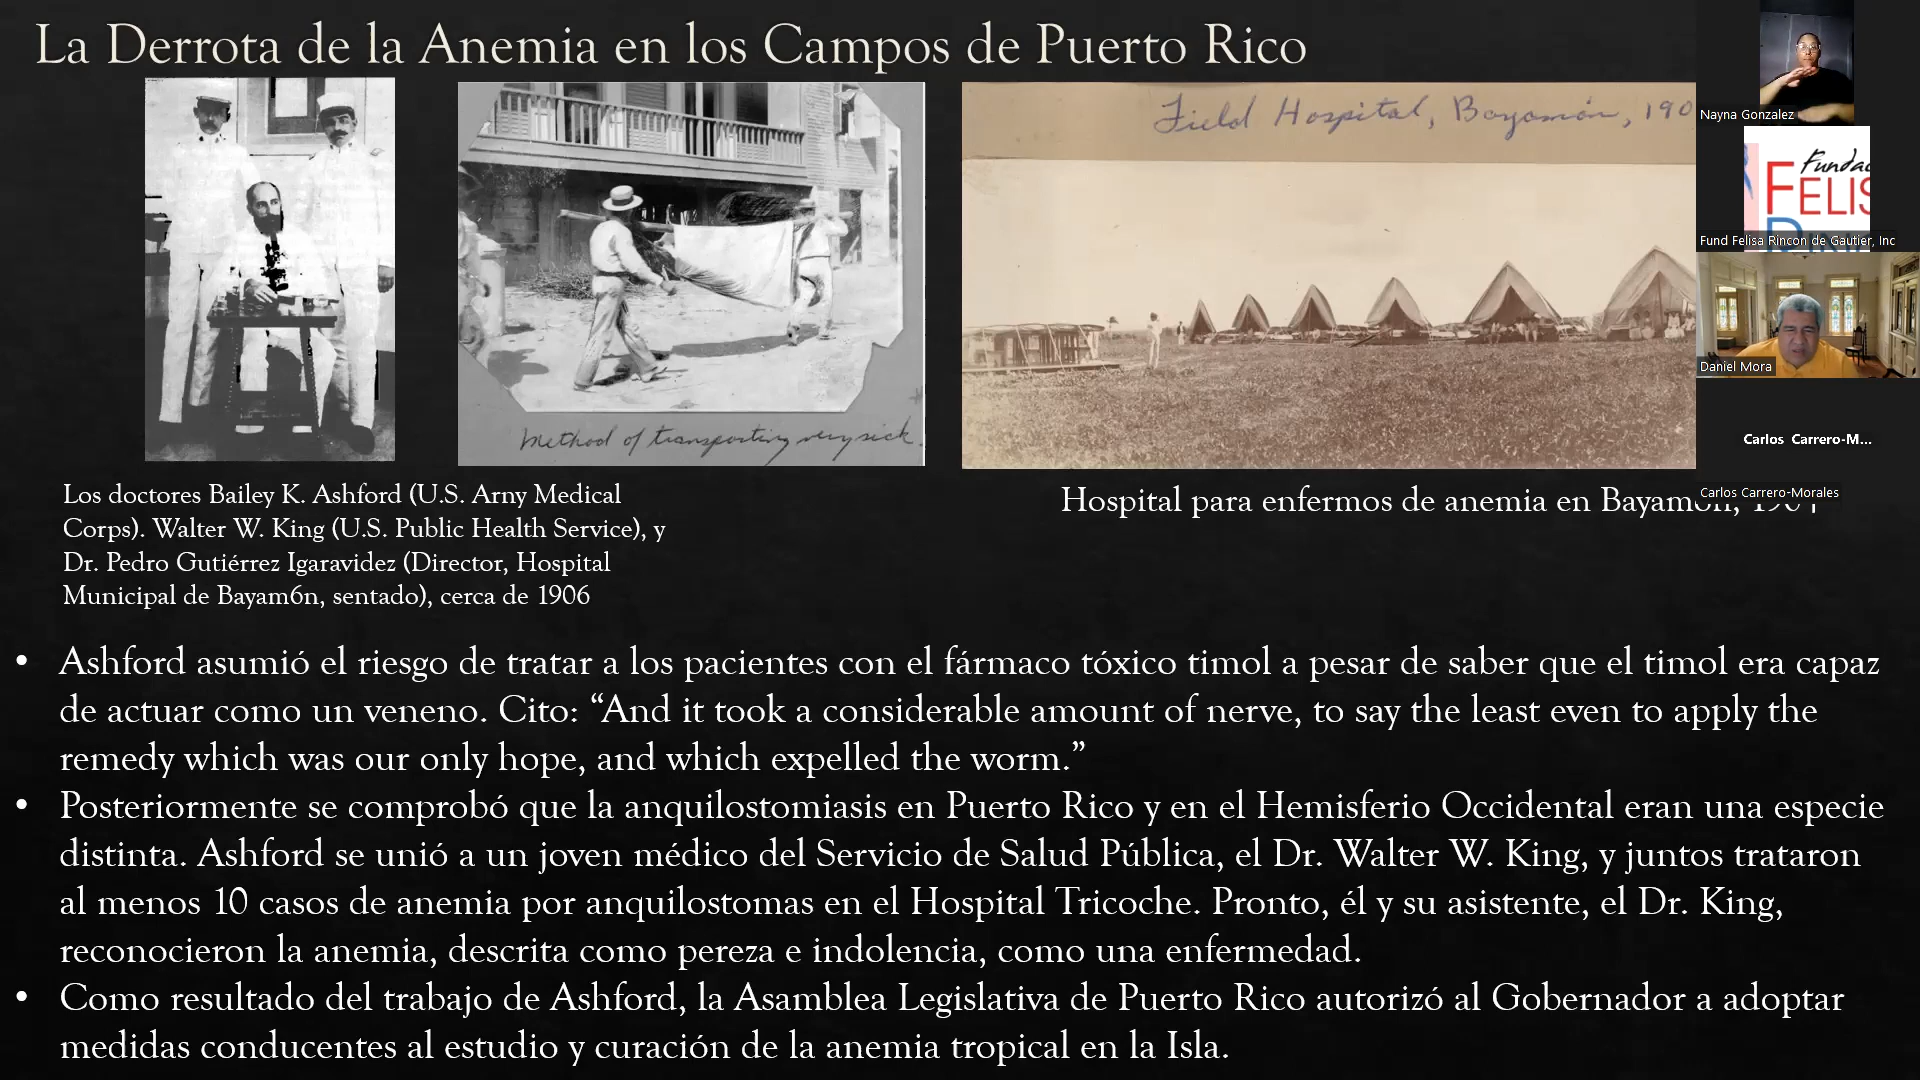 La Derrota de la Anemia en los Campos de Puerto Rico
Field Hospital, Bayamón, 190
Method of transporting very sick.
Los doctores Bailey K. Ashford (U.S. Arny Medical
Corps). Walter W. King (U.S. Public Health Service), y
Dr. Pedro Gutiérrez Igaravidez (Director, Hospital
Municipal de Bayam6n, sentado), cerca de 1906
Hospital para enfermos de anemia en Bayamón,
• Ashford asumió el riesgo de tratar a los pacientes con el fármaco tóxico timol a pesar de saber que el timol era capaz
de actuar como un veneno. Cito: “And it took a considerable amount of nerve, to say the least even to apply the
remedy which was our only hope, and which expelled the worm.”
• Posteriormente se comprobó que la anquilostomiasis en Puerto Rico y en el Hemisferio Occidental eran una especie
distinta. Ashford se unió a un joven médico del Servicio de Salud Pública, el Dr. Walter W. King, y juntos trataron
al menos 10 casos de anemia por anquilostomas en el Hospital Tricoche. Pronto, él y su asistente, el Dr. King,
reconocieron la anemia, descrita como pereza e indolencia, como una enfermedad.
• Como resultado del trabajo de Ashford, la Asamblea Legislativa de Puerto Rico autorizó al Gobernador a adoptar
medidas conducentes al estudio y curación de la anemia tropical en la Isla.
Nayna Gonzalez
Fundac
FELIS
Fund Felisa Rincon de Gautier, Inc
Daniel Mora
Carlos Carrero-M...
Carlos Carrero-Morales